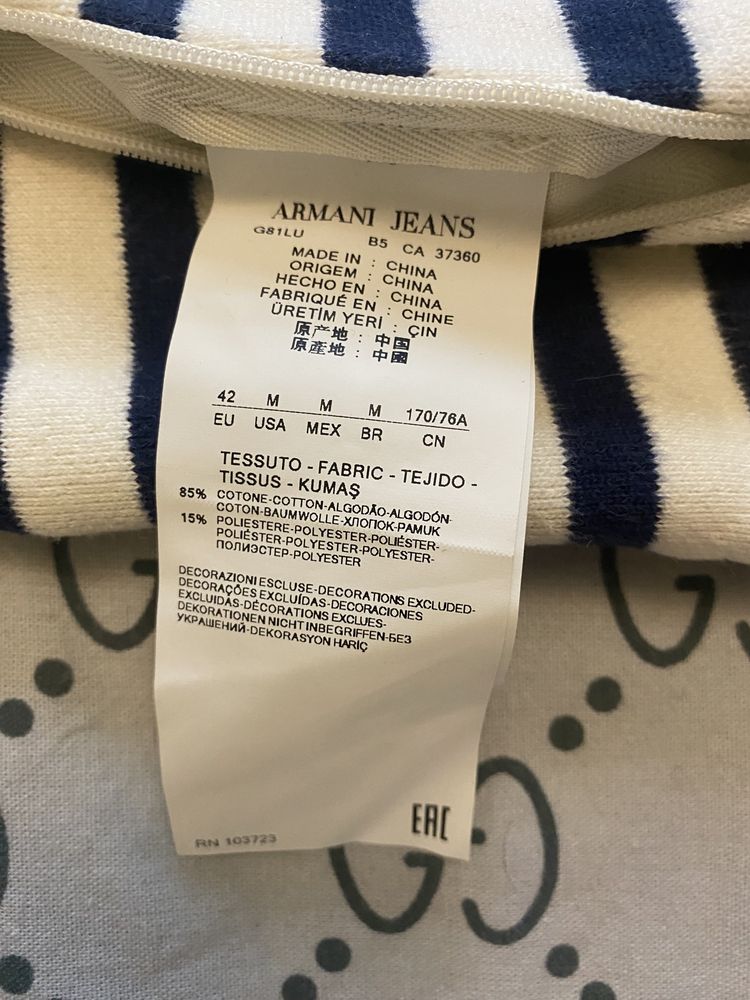 ARMANI JEANS
G81LU B5 CA 37360
MADE IN : CHINA
ORIGEM : CHINA
HECHO EN : CHINA
FABRIQUÉ EN : CHINE
ÜRETİM YERİ : ÇIN
原产地 : 中国
原產地 : 中國
42 M M M 170/76A
EU USA MEX BR CN
TESSUTO - FABRIC - TEJIDO -
TISSUS - KUMAŞ
85% COTONE-COTTON-ALGODÃO-ALGODÓN-
COTON-BAUMWOLLE-ХЛОПОК-PAMUK
15% POLIESTERE-POLYESTER-POLIÉSTER-
POLIÉSTER-POLYESTER-POLYESTER-
ПОЛИЭСТЕР-POLYESTER
DECORAZIONI ESCLUSE-DECORATIONS EXCLUDED-
DECORAÇÕES EXCLUÍDAS-DECORACIONES
EXCLUIDAS-DÉCORATIONS EXCLUES-
DEKORATIONEN NICHT INBEGRIFFEN-БЕЗ
УКРАШЕНИЙ-DEKORASYON HARİÇ
EAC
RN 103723